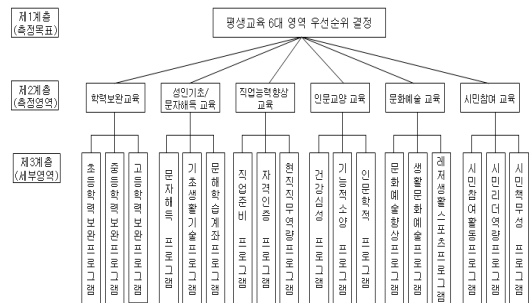 제1계층
(측정목표)
평생교육 6대 영역 우선순위 결정
제2계층
(측정영역)
학력보완교육
성인기초/
문자해득 교육
직업능력향상
교육
인문교양 교육
문화예술 교육
시민참여 교육
제3계층
(세부영역)
초등학력보완프로그램
중등학력보완프로그램
고등학력보완프로그램
문자해득 프로그램
기초생활기술프로그램
문해학습계좌프로그램
직업준비 프로그램
자격인증 프로그램
현직직무역량프로그램
건강심성 프로그램
기능적소양 프로그램
인문학적 프로그램
문화예술향상프로그램
생활문화예술프로그램
레저생활스포츠프로그램
시민참여활동프로그램
시민리더역량프로그램
시민책무성 프로그램